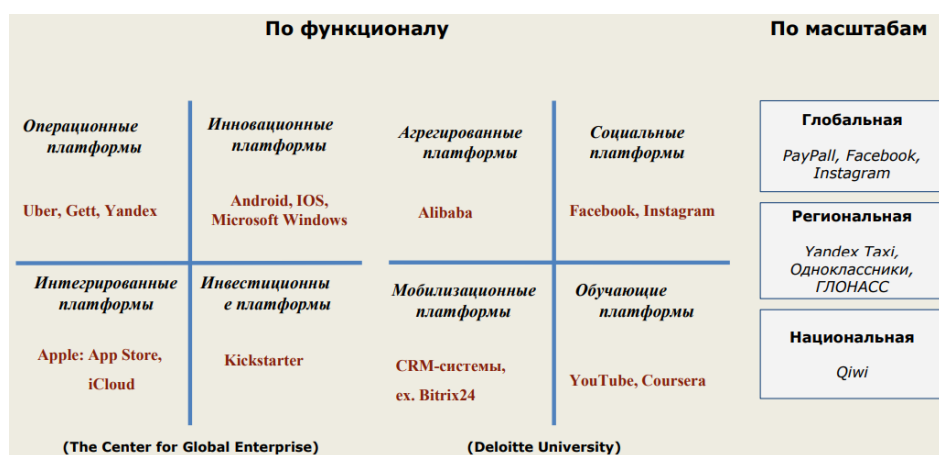 По функционалу
По масштабам
Операционные
платформы
Uber, Gett, Yandex
Инновационные
платформы
Android, IOS,
Microsoft Windows
Интегрированные
платформы
Apple: App Store,
iCloud
Инвестиционны
е платформы
Kickstarter
(The Center for Global Enterprise)
Агрегированные
платформы
Alibaba
Социальные
платформы
Facebook, Instagram
Мобилизационные
платформы
CRM-системы,
ex. Bitrix24
Обучающие
платформы
YouTube, Coursera
(Deloitte University)
Глобальная
PayPall, Facebook,
Instagram
Региональная
Yandex Taxi,
Одноклассники,
ГЛОНАСС
Национальная
Qiwi